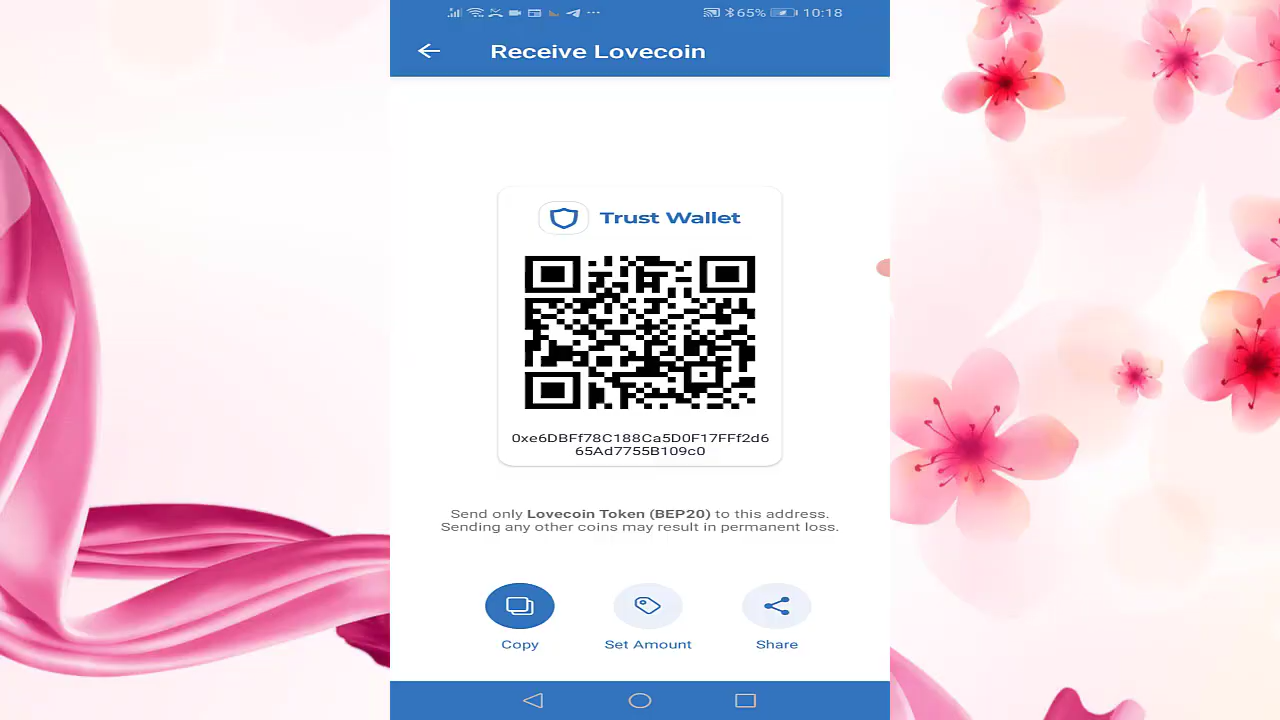 65% 10:18
Receive Lovecoin
Trust Wallet
0xe6DBFf78C188Ca5D0F17FFf2d6
65Ad7755B109c0
Send only Lovecoin Token (BEP20) to this address.
Sending any other coins may result in permanent loss.
Copy Set Amount Share